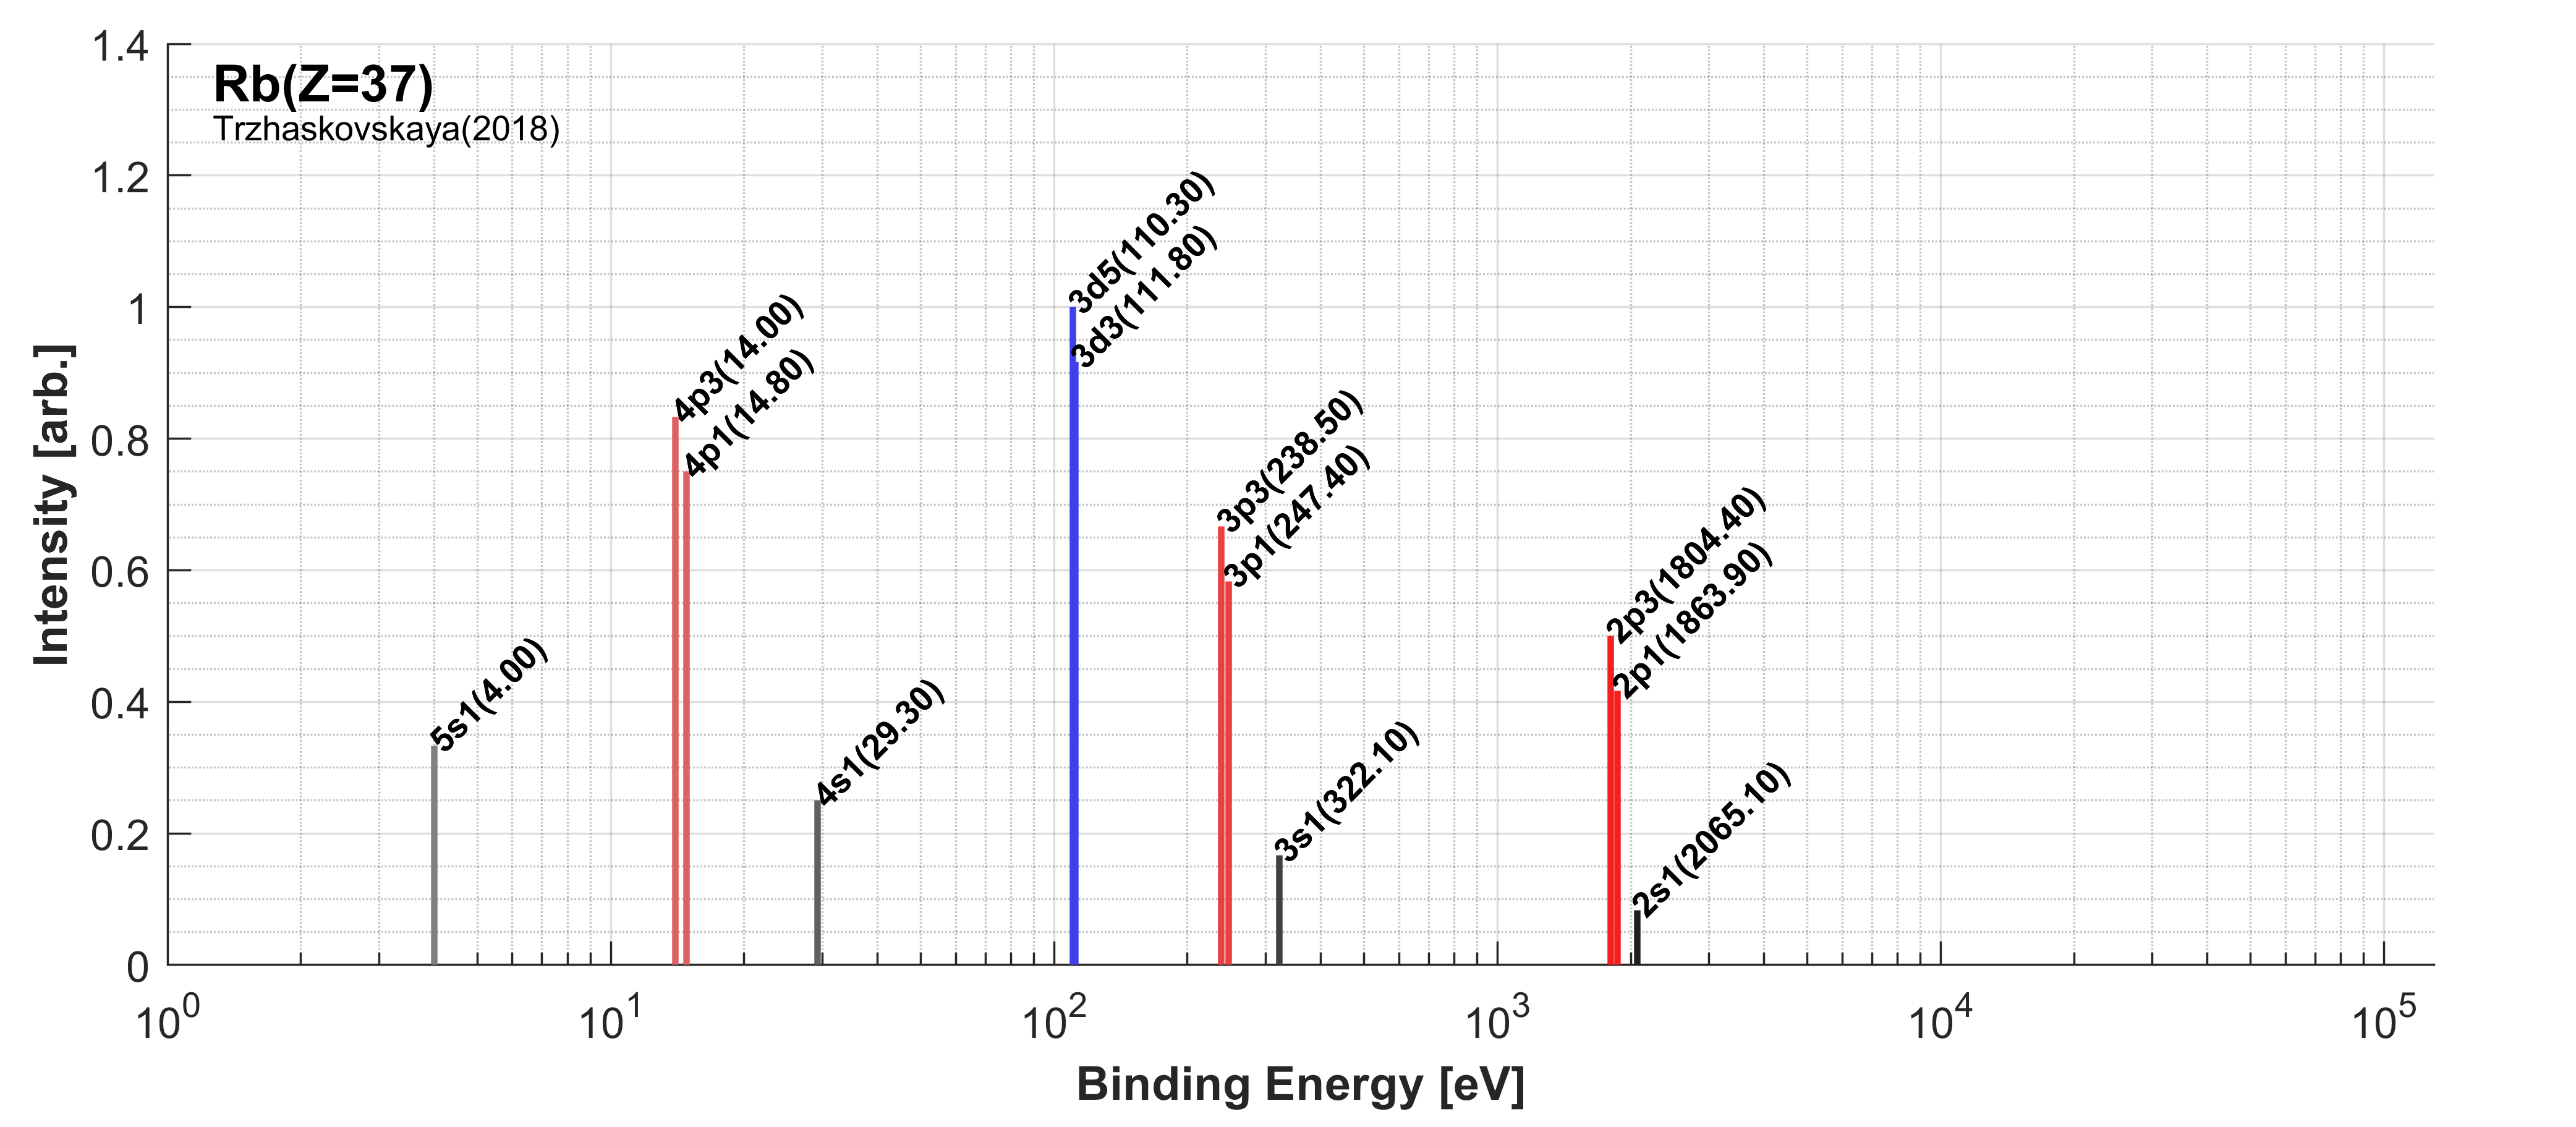 Rb(Z=37)
Trzhaskovskaya(2018)
Intensity [arb.]
1.4
1.2
1
0.8
0.6
0.4
0.2
0
5s1(4.00)
4p3(14.00)
4p1(14.80)
4s1(29.30)
3d5(110.30)
3d3(111.80)
3p3(238.50)
3p1(247.40)
3s1(322.10)
2p3(1804.40)
2p1(1863.90)
2s1(2065.10)
10^0 10^1 10^2 10^3 10^4 10^5
Binding Energy [eV]